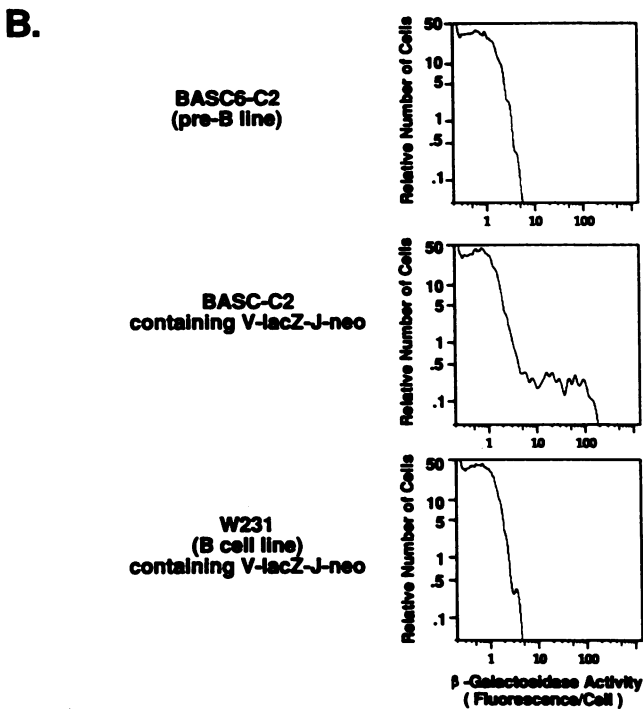 B.
BASC6-C2
(pre-B line)
Relative Number of Cells
50
10
5
1
.5
.1
1 10 100
BASC-C2
containing V-lacZ-J-neo
Relative Number of Cells
50
10
5
1
.5
.1
1 10 100
W231
(B cell line)
containing V-lacZ-J-neo
Relative Number of Cells
50
10
5
1
.5
.1
1 10 100
β-Galactosidase Activity
( Fluorescence/Cell )